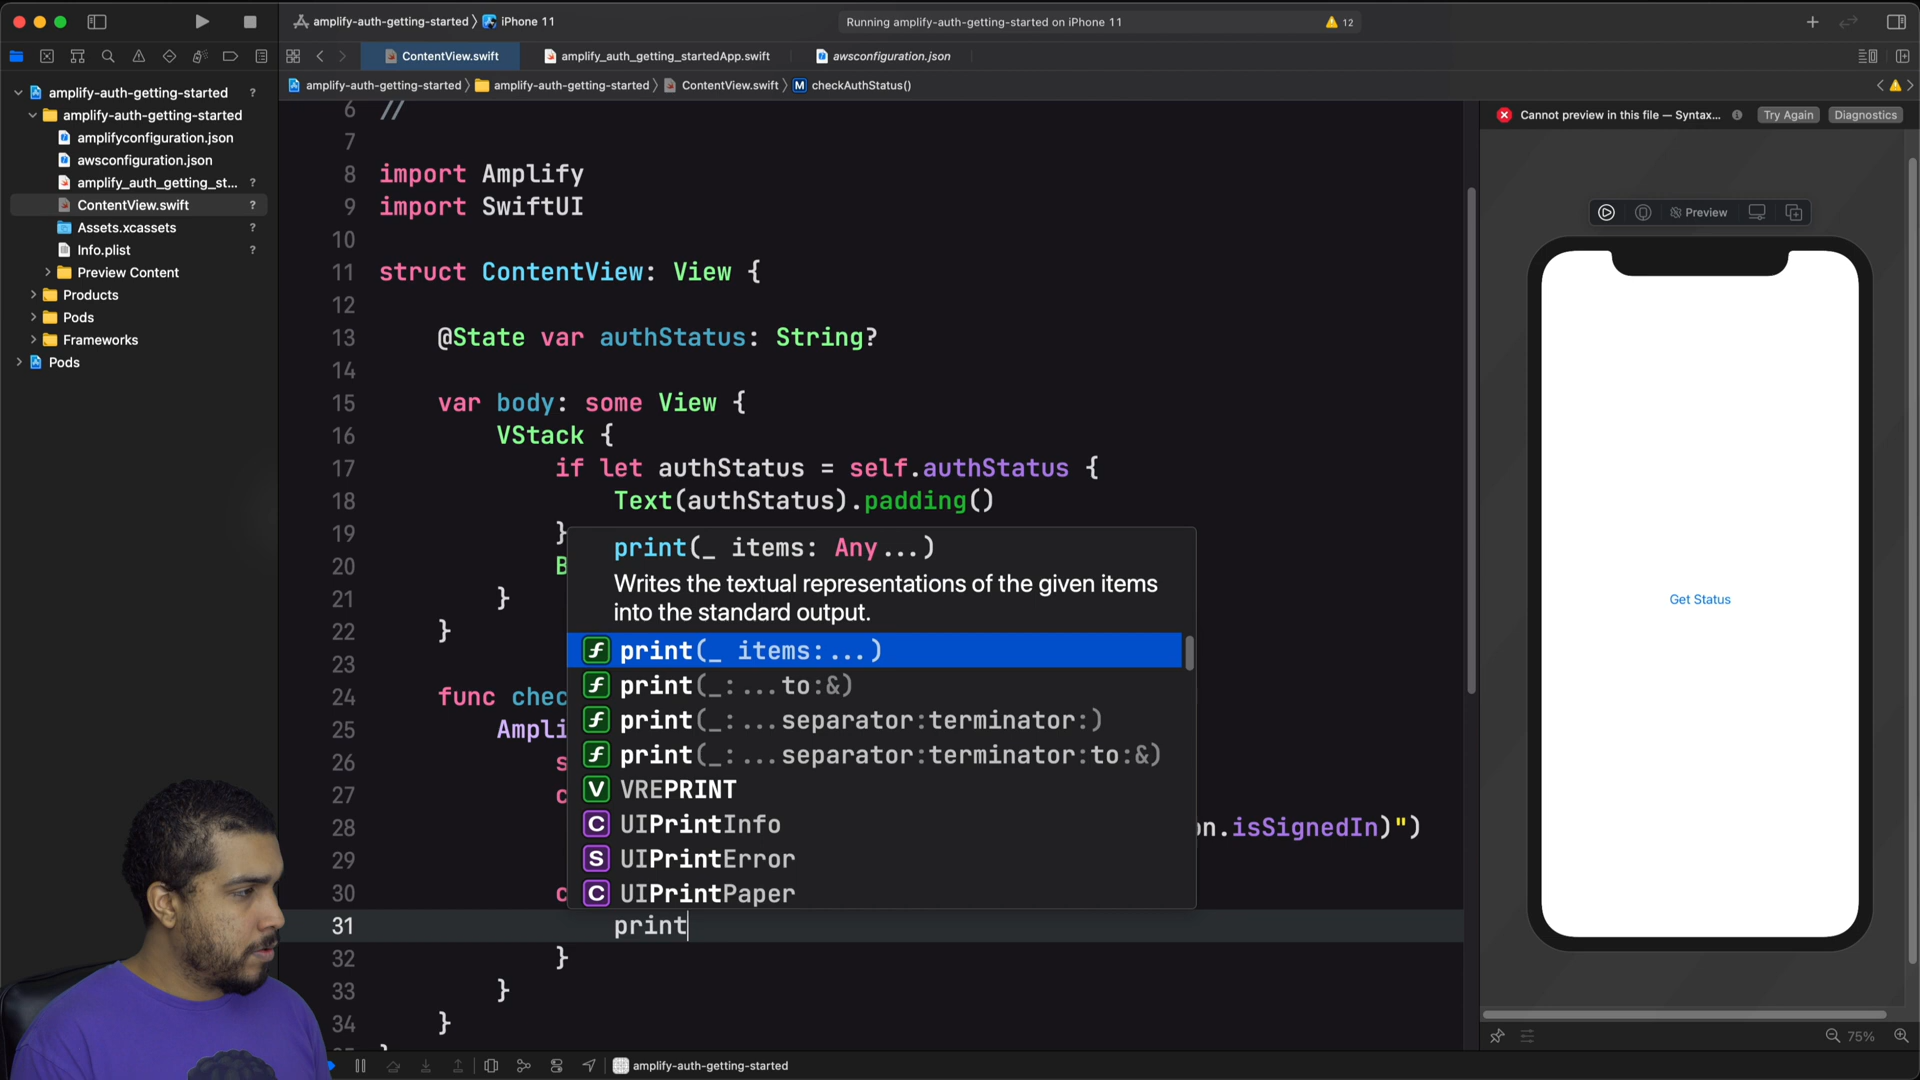 amplify-auth-getting-started
iPhone 11
Running amplify-auth-getting-started on iPhone 11
12
ContentView.swift
amplify_auth_getting_startedApp.swift
awsconfiguration.json
amplify-auth-getting-started
amplify-auth-getting-started
ContentView.swift
M
checkAuthStatus()
amplify-auth-getting-started ?
amplify-auth-getting-started
amplifyconfiguration.json
awsconfiguration.json
amplify_auth_getting_st... ?
ContentView.swift ?
Assets.xcassets ?
Info.plist ?
Preview Content
Products
Pods
Frameworks
Pods
6 //
7
8 import Amplify
9 import SwiftUI
10
11 struct ContentView: View {
12
13 @State var authStatus: String?
14
15 var body: some View {
16 VStack {
17 if let authStatus = self.authStatus {
18 Text(authStatus).padding()
19 }
20 B
21 }
22 }
23
24 func chec
25 Ampli
26 s
27 c
28 n.isSignedIn)")
29
30 c
31 print
32 }
33 }
34 }
print(_ items: Any...)
Writes the textual representations of the given items
into the standard output.
f print(_ items:...)
f print(_:...to:&)
f print(_:...separator:terminator:)
f print(_:...separator:terminator:to:&)
V VREPRINT
C UIPrintInfo
S UIPrintError
C UIPrintPaper
Cannot preview in this file — Syntax...
Try Again
Diagnostics
Preview
Get Status
75%
amplify-auth-getting-started